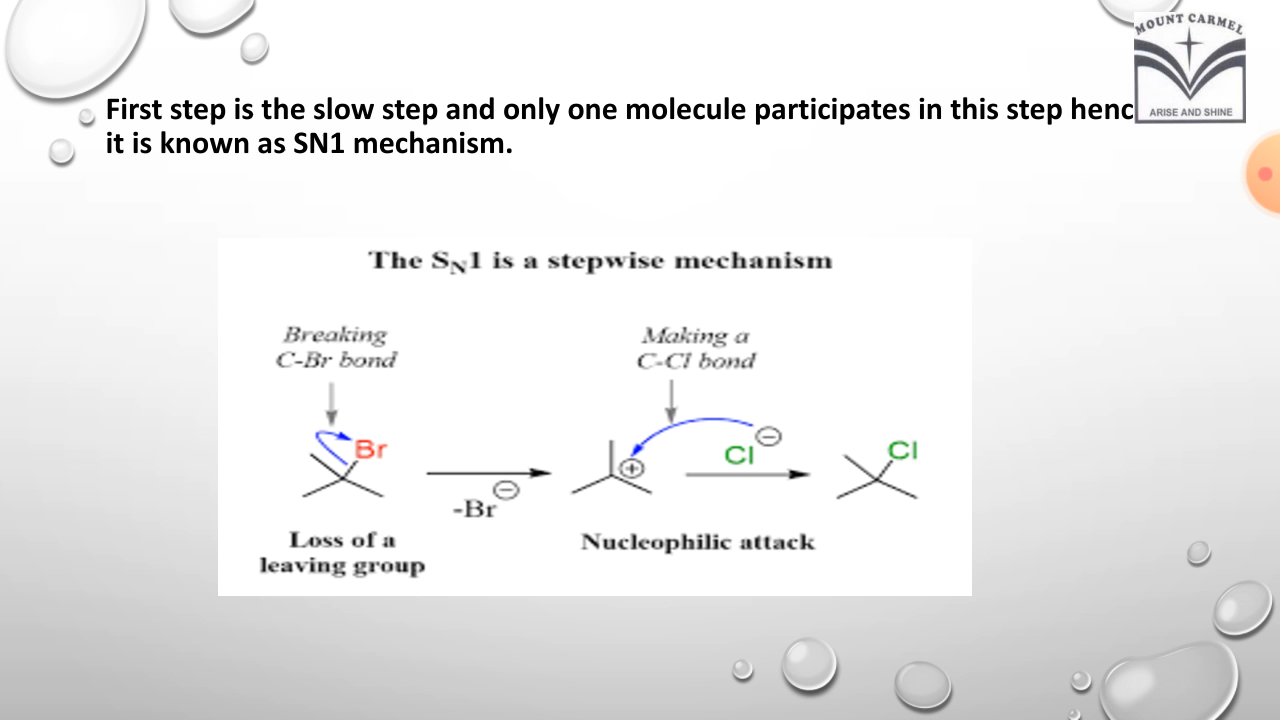 MOUNT CARMEL
ARISE AND SHINE
First step is the slow step and only one molecule participates in this step henc
it is known as SN1 mechanism.
The SN1 is a stepwise mechanism
Breaking
C-Br bond
Making a
C-Cl bond
Br
-Br
⊖
⊕
Cl
⊖
Cl
Loss of a
leaving group
Nucleophilic attack